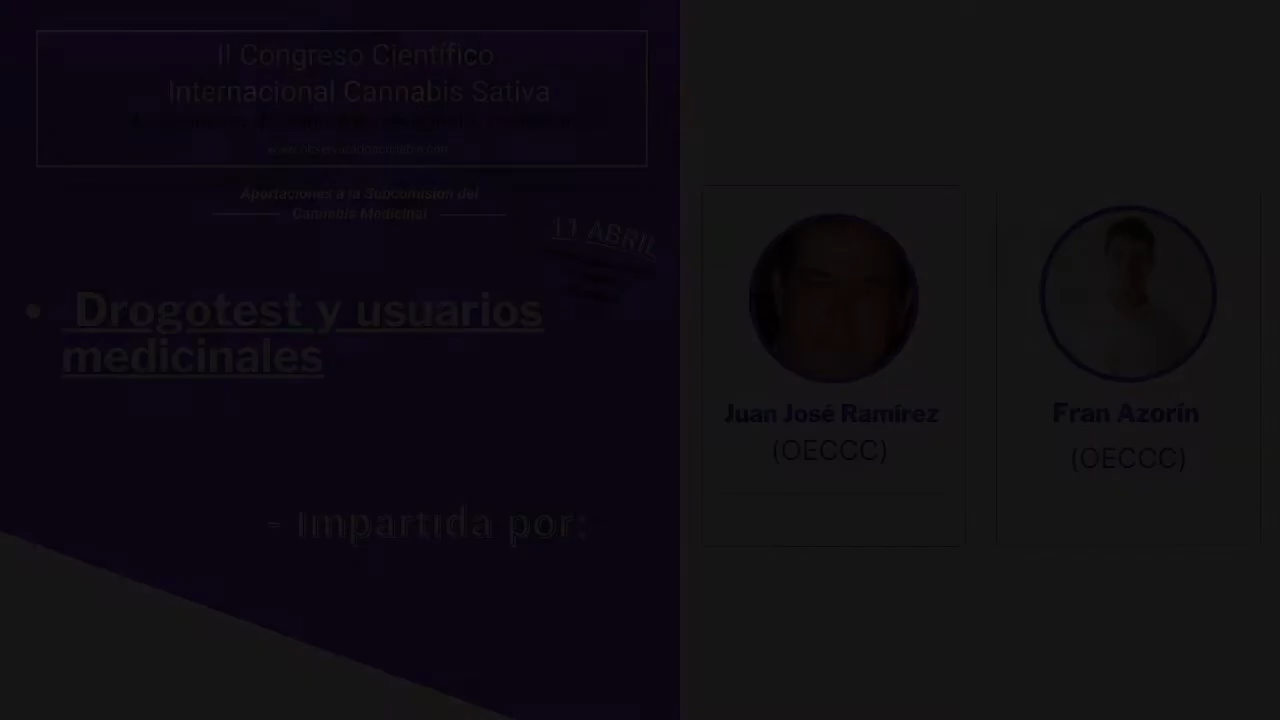 II Congreso Científico
Internacional Cannabis Sativa
Aportaciones a la Subcomisión del
Cannabis Medicinal
11 ABRIL
• Drogotest y usuarios
medicinales
- Impartida por:
Juan José Ramírez
(OECCC)
Fran Azorín
(OECCC)